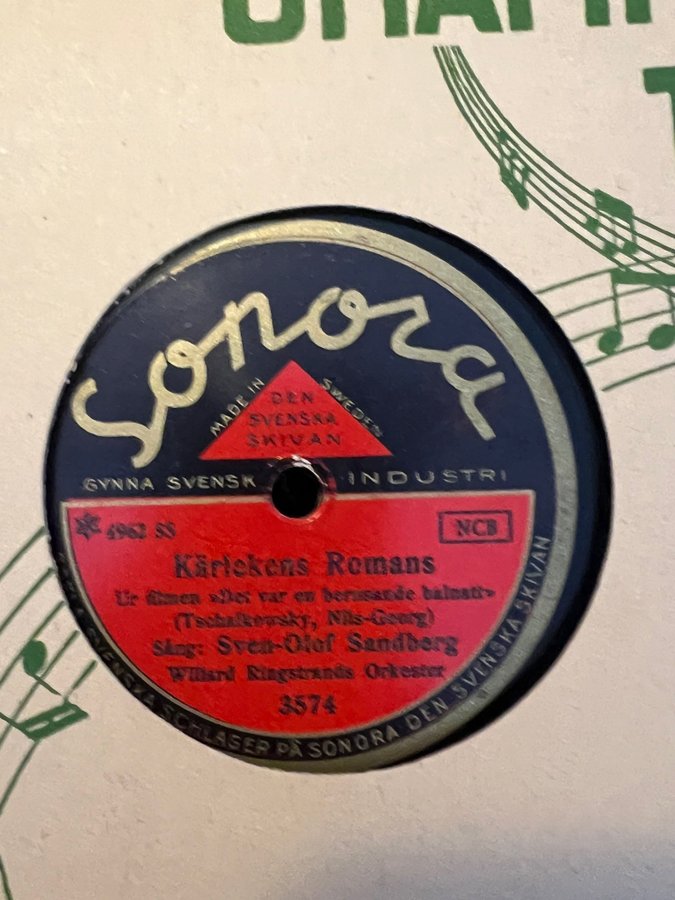 Sonora
MADE IN SWEDEN
DEN
SVENSKA
SKIVAN
GYNNA SVENSK INDUSTRI
4962 SS
NCB
Kärlekens Romans
Ur filmen »Det var en berusande balnatt»
(Tschaikowsky, Nils-Georg)
Sång: Sven-Olof Sandberg
Willard Ringstrands Orkester
3574
SVENSKA SCHLAGER PÅ SONORA DEN SVENSKA SKIVAN